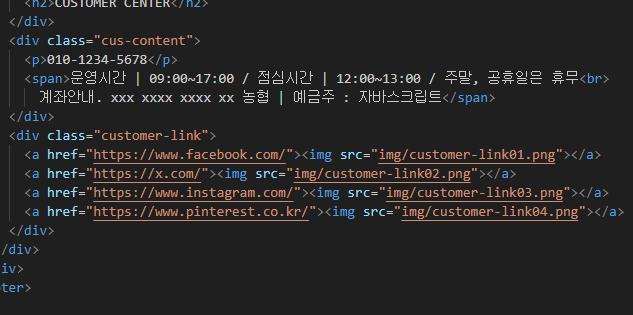 <h2>CUSTOMER CENTER</h2>
</div>
<div class="cus-content">
<p>010-1234-5678</p>
<span>운영시간 | 09:00~17:00 / 점심시간 | 12:00~13:00 / 주말, 공휴일은 휴무<br>
계좌안내. xxx xxxx xxxx xx 농협 | 예금주 : 자바스크립트</span>
</div>
<div class="customer-link">
<a href="https://www.facebook.com/"><img src="img/customer-link01.png"></a>
<a href="https://x.com/"><img src="img/customer-link02.png"></a>
<a href="https://www.instagram.com/"><img src="img/customer-link03.png"></a>
<a href="https://www.pinterest.co.kr/"><img src="img/customer-link04.png"></a>
</div>
/div>
iv>
oter>